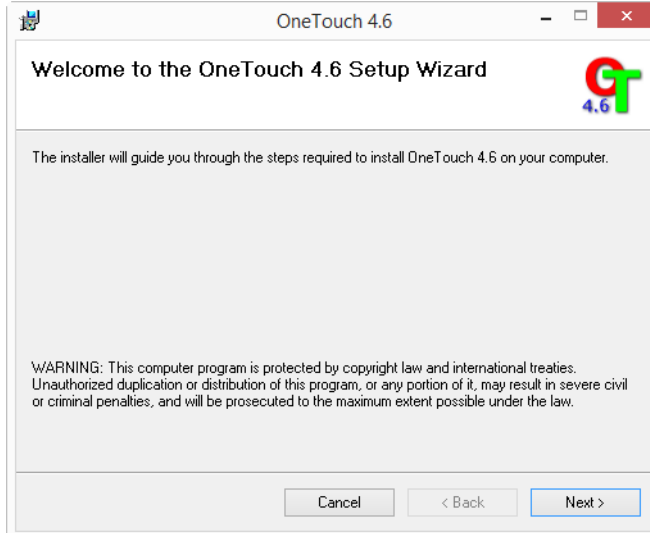 OneTouch 4.6
Welcome to the OneTouch 4.6 Setup Wizard
OT
4.6
The installer will guide you through the steps required to install OneTouch 4.6 on your computer.
WARNING: This computer program is protected by copyright law and international treaties.
Unauthorized duplication or distribution of this program, or any portion of it, may result in severe civil
or criminal penalties, and will be prosecuted to the maximum extent possible under the law.
Cancel < Back Next >